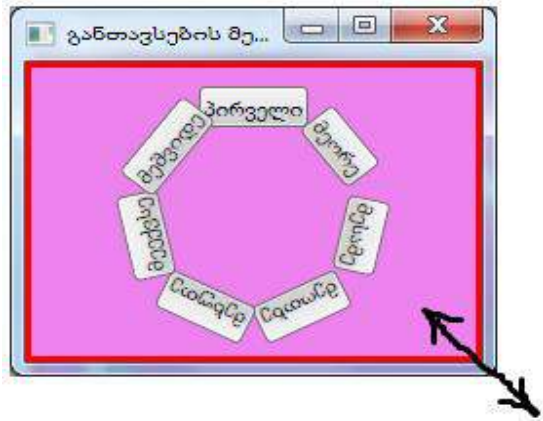 განთავსების მე...
პირველი
მეორე
მესამე
მეოთხე
მეხუთე
მეექვსე
მეშვიდე